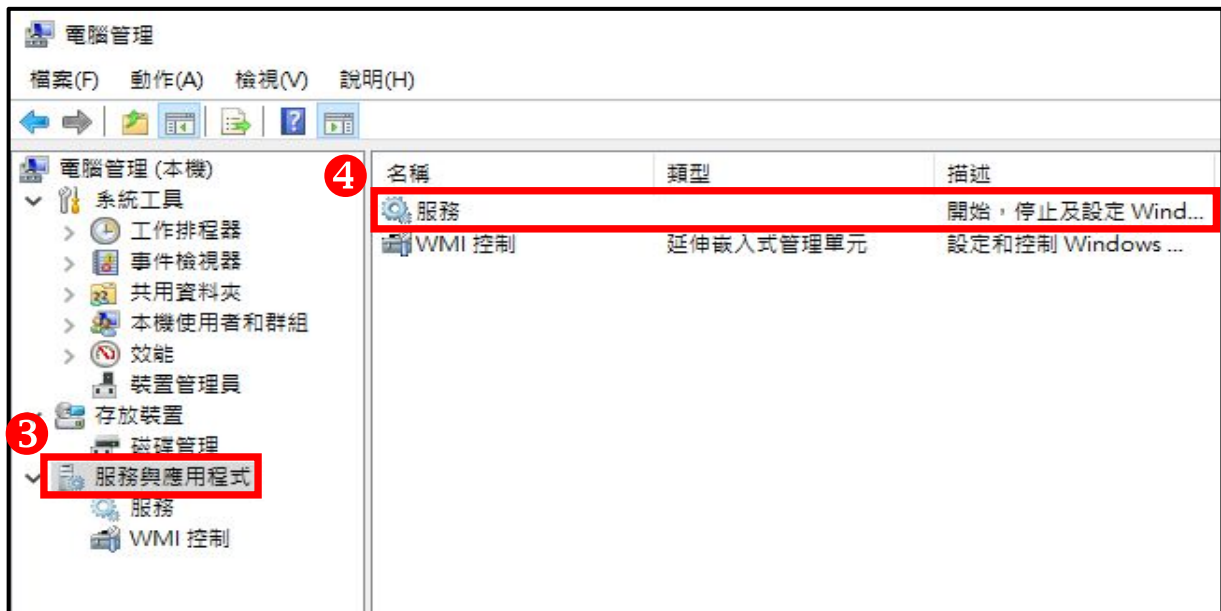 電腦管理
檔案(F) 動作(A) 檢視(V) 說明(H)
電腦管理 (本機)
系統工具
工作排程器
事件檢視器
共用資料夾
本機使用者和群組
效能
裝置管理員
存放裝置
3
磁碟管理
服務與應用程式
服務
WMI 控制
4
名稱 類型 描述
服務 開始，停止及設定 Wind...
WMI 控制 延伸嵌入式管理單元 設定和控制 Windows ...